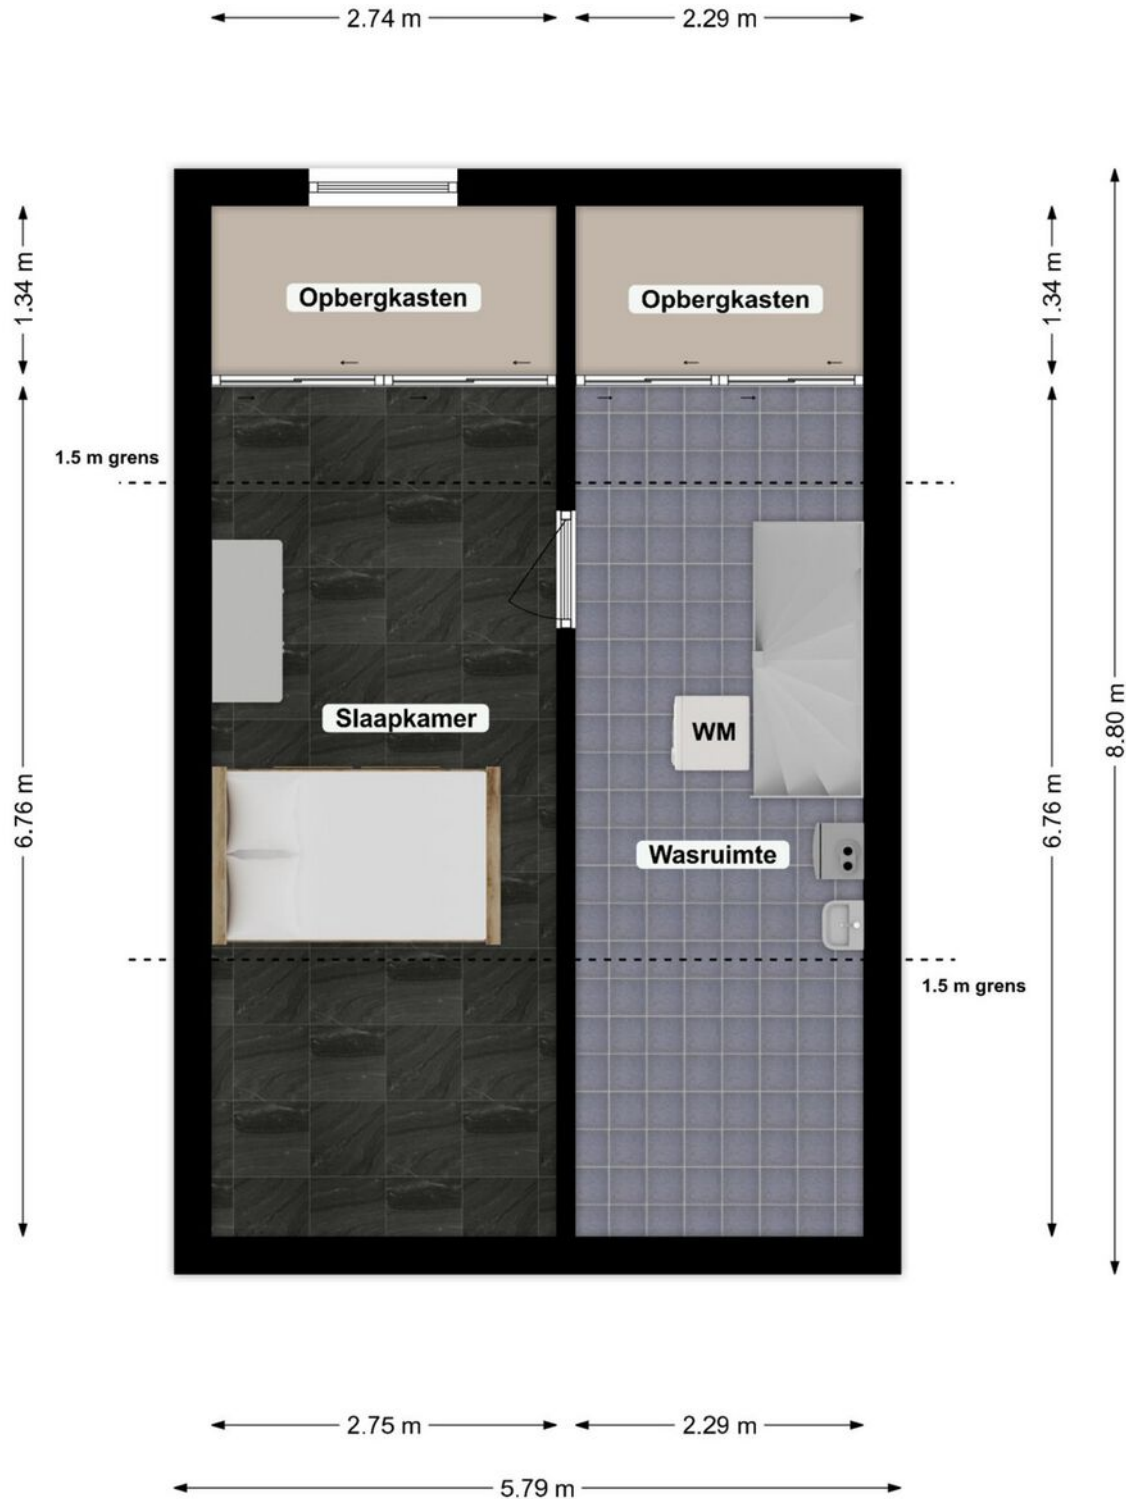 2.74 m
2.29 m
1.34 m
Opbergkasten
Opbergkasten
1.34 m
1.5 m grens
Slaapkamer
WM
8.80 m
6.76 m
Wasruimte
6.76 m
1.5 m grens
2.75 m
2.29 m
5.79 m